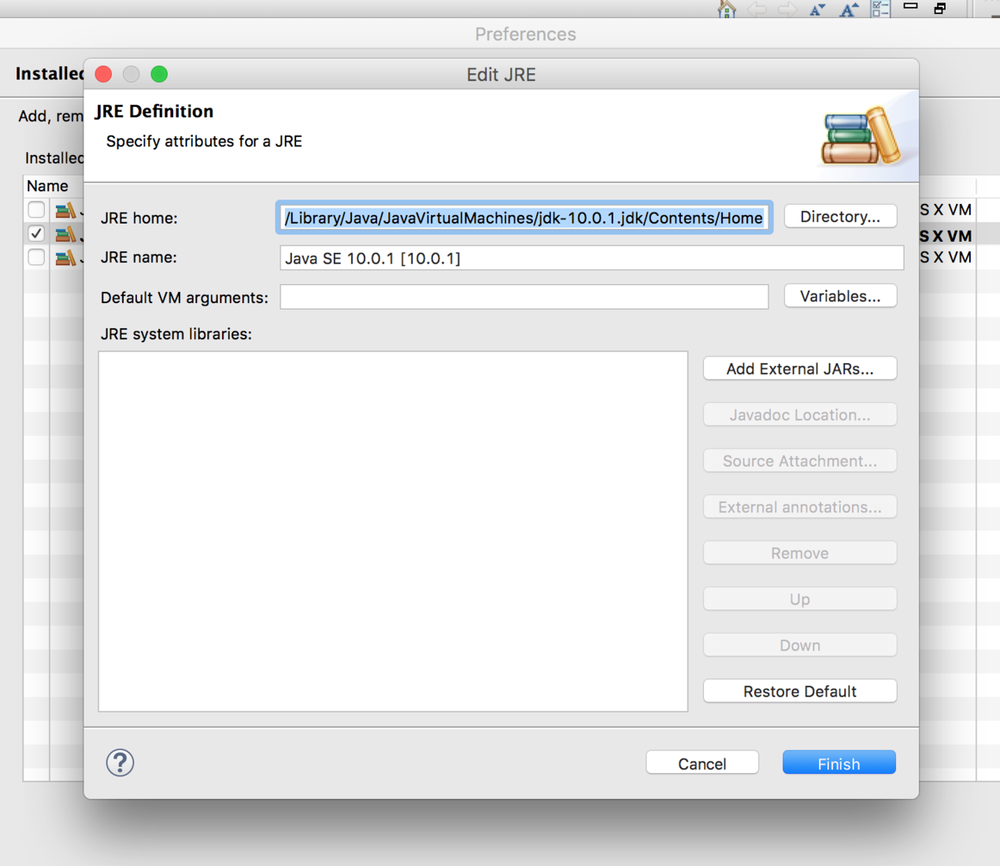 Preferences
Installed
Edit JRE
Add, rem
JRE Definition
Specify attributes for a JRE
Installed
Name
JRE home:
/Library/Java/JavaVirtualMachines/jdk-10.0.1.jdk/Contents/Home
Directory...
S X VM
S X VM
S X VM
JRE name:
Java SE 10.0.1 [10.0.1]
Default VM arguments:
Variables...
JRE system libraries:
Add External JARs...
Javadoc Location...
Source Attachment...
External annotations...
Remove
Up
Down
Restore Default
?
Cancel
Finish